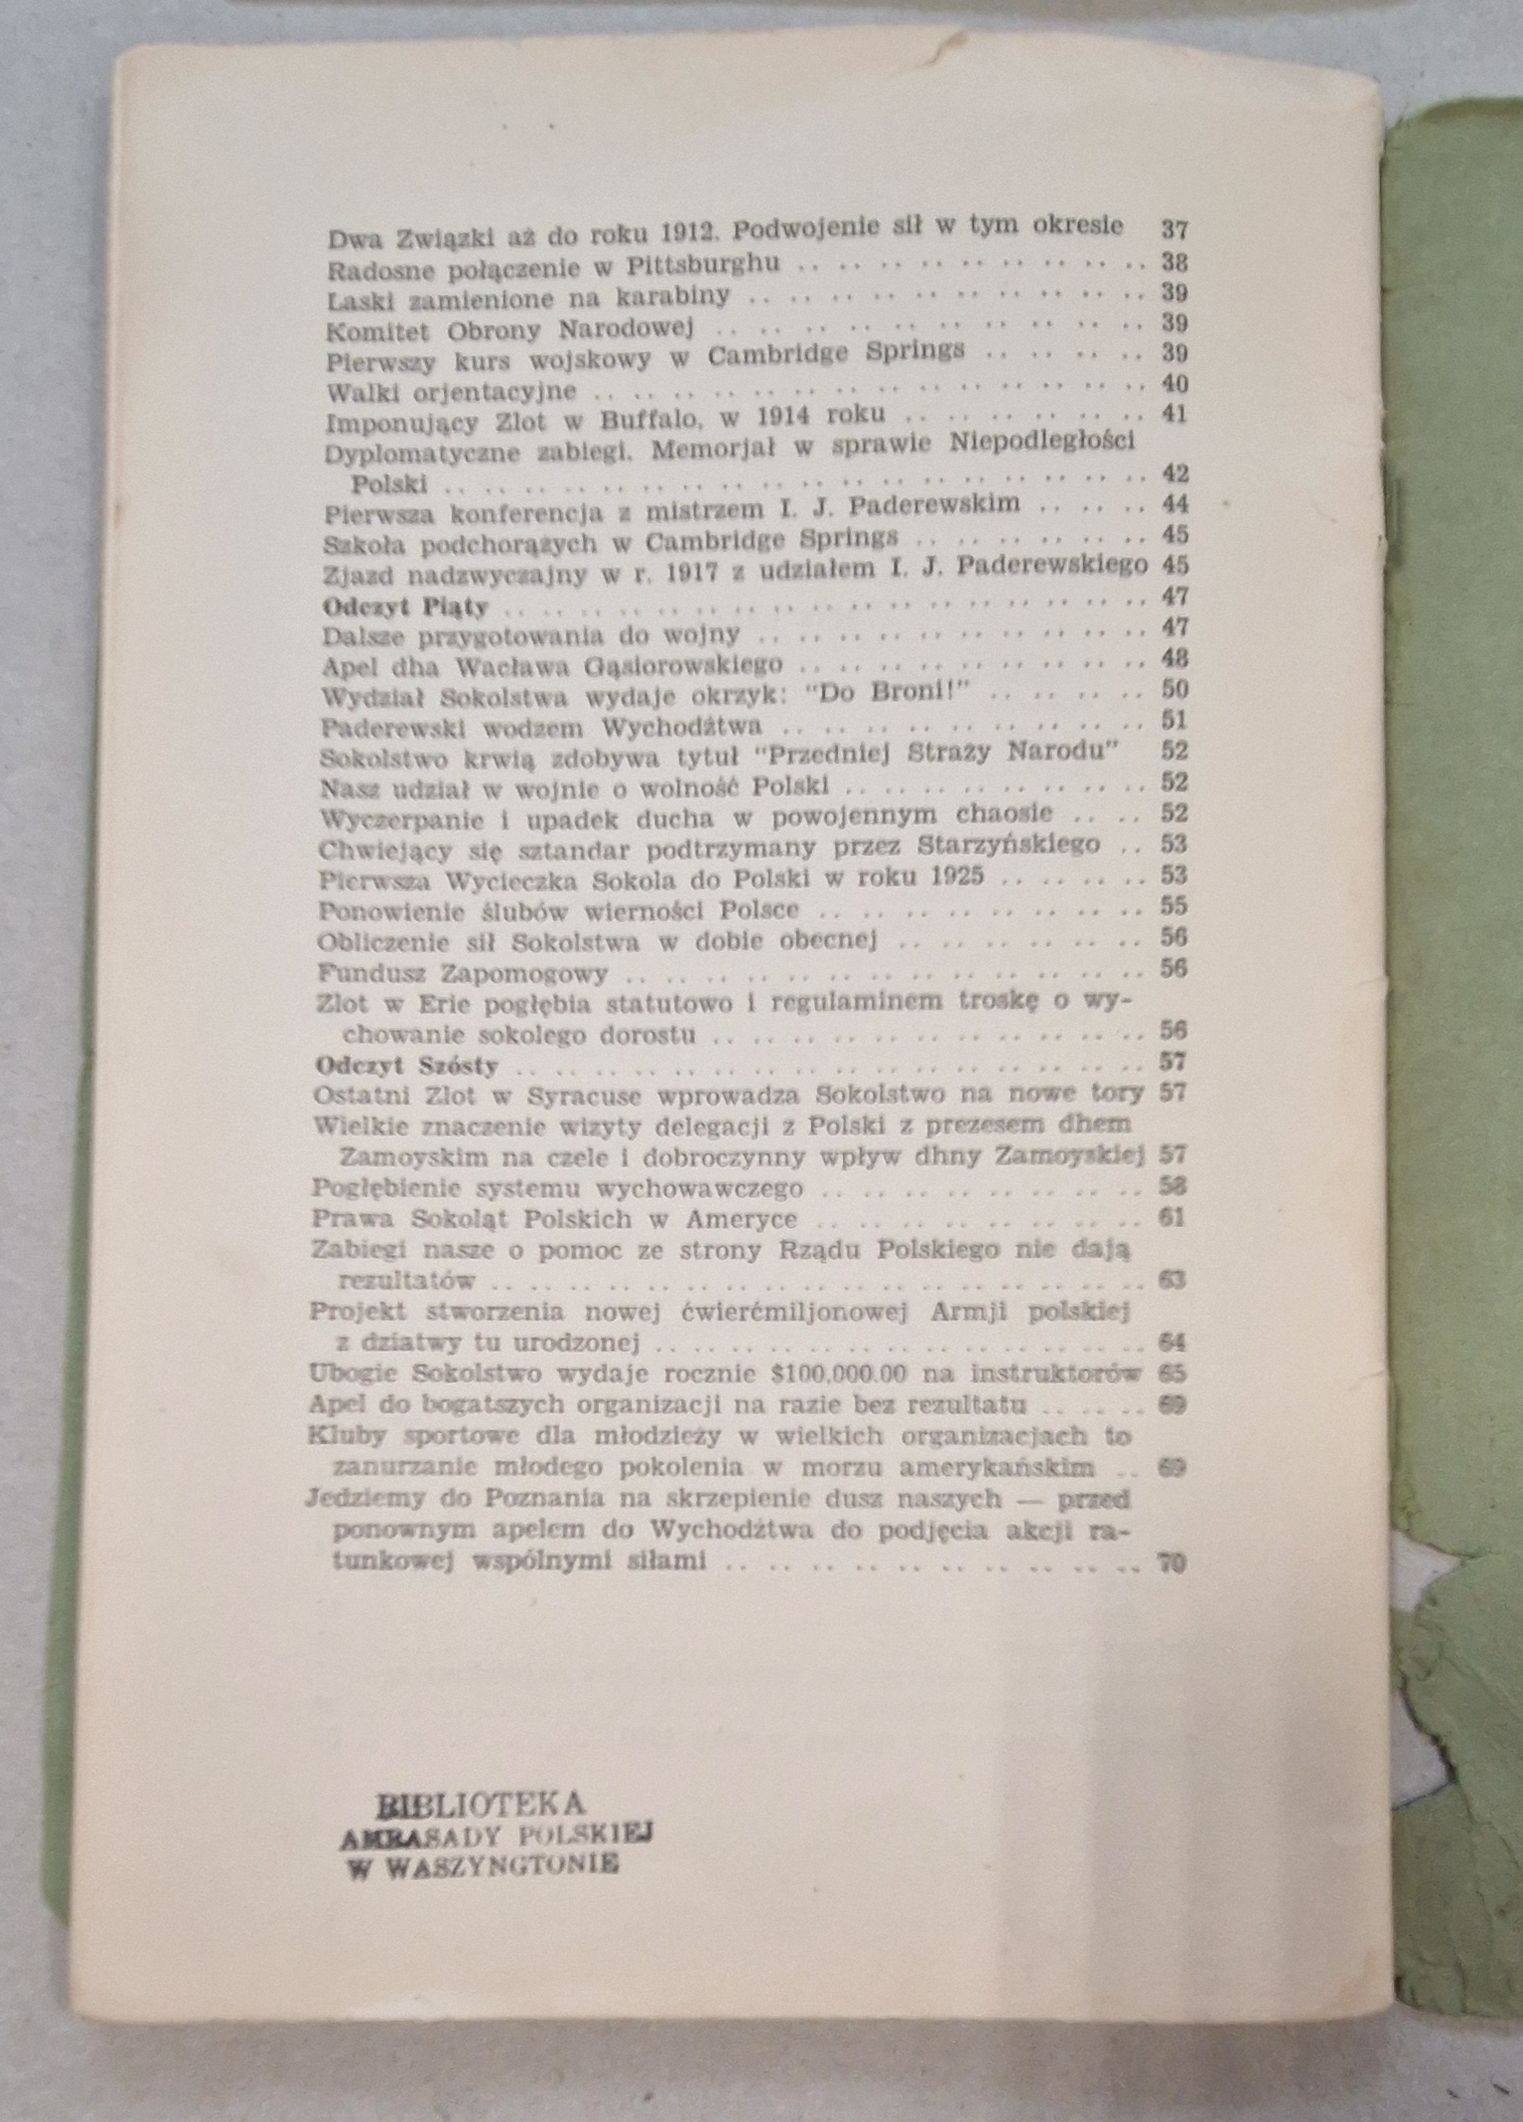 Dwa Związki aż do roku 1912. Podwojenie sił w tym okresie 37
Radosne połączenie w Pittsburghu .. .. .. .. .. .. .. .. .. 38
Laski zamienione na karabiny .. .. .. .. .. .. .. .. .. .. 39
Komitet Obrony Narodowej .. .. .. .. .. .. .. .. .. .. 39
Pierwszy kurs wojskowy w Cambridge Springs .. .. .. .. 39
Walki orjentacyjne .. .. .. .. .. .. .. .. .. .. .. .. .. .. 40
Imponujący Zlot w Buffalo, w 1914 roku .. .. .. .. .. .. 41
Dyplomatyczne zabiegi. Memorjał w sprawie Niepodległości
Polski .. .. .. .. .. .. .. .. .. .. .. .. .. .. .. .. .. .. 42
Pierwsza konferencja z mistrzem I. J. Paderewskim .. .. .. 44
Szkoła podchorążych w Cambridge Springs .. .. .. .. .. .. 45
Zjazd nadzwyczajny w r. 1917 z udziałem I. J. Paderewskiego 45
Odczyt Piąty .. .. .. .. .. .. .. .. .. .. .. .. .. .. .. .. .. 47
Dalsze przygotowania do wojny .. .. .. .. .. .. .. .. .. .. 47
Apel dha Wacława Gąsiorowskiego .. .. .. .. .. .. .. .. .. 48
Wydział Sokolstwa wydaje okrzyk: "Do Broni!" .. .. .. .. 50
Paderewski wodzem Wychodźtwa .. .. .. .. .. .. .. .. .. 51
Sokolstwo krwią zdobywa tytuł "Przedniej Straży Narodu" 52
Nasz udział w wojnie o wolność Polski .. .. .. .. .. .. .. .. 52
Wyczerpanie i upadek ducha w powojennym chaosie .. .. 52
Chwiejący się sztandar podtrzymany przez Starzyńskiego .. 53
Pierwsza Wycieczka Sokola do Polski w roku 1925 .. .. .. .. 53
Ponowienie ślubów wierności Polsce .. .. .. .. .. .. .. .. 55
Obliczenie sił Sokolstwa w dobie obecnej .. .. .. .. .. .. 56
Fundusz Zapomogowy .. .. .. .. .. .. .. .. .. .. .. .. .. 56
Zlot w Erie pogłębia statutowo i regulaminem troskę o wy-
chowanie sokolego dorostu .. .. .. .. .. .. .. .. .. .. .. 56
Odczyt Szósty .. .. .. .. .. .. .. .. .. .. .. .. .. .. .. .. 57
Ostatni Zlot w Syracuse wprowadza Sokolstwo na nowe tory 57
Wielkie znaczenie wizyty delegacji z Polski z prezesem dhem
Zamoyskim na czele i dobroczynny wpływ dhny Zamoyskiej 57
Pogłębienie systemu wychowawczego .. .. .. .. .. .. .. .. 58
Prawa Sokoląt Polskich w Ameryce .. .. .. .. .. .. .. .. 61
Zabiegi nasze o pomoc ze strony Rządu Polskiego nie dają
rezultatów .. .. .. .. .. .. .. .. .. .. .. .. .. .. .. .. .. 63
Projekt stworzenia nowej ćwierćmiljonowej Armji polskiej
z dziatwy tu urodzonej .. .. .. .. .. .. .. .. .. .. .. .. .. 64
Ubogie Sokolstwo wydaje rocznie $100,000.00 na instruktorów 65
Apel do bogatszych organizacji na razie bez rezultatu .. .. .. 69
Kluby sportowe dla młodzieży w wielkich organizacjach to
zanurzanie młodego pokolenia w morzu amerykańskim .. 69
Jedziemy do Poznania na skrzepienie dusz naszych — przed
ponownym apelem do Wychodźtwa do podjęcia akcji ra-
tunkowej wspólnymi siłami .. .. .. .. .. .. .. .. .. .. 70
BIBLIOTEKA
AMBASADY POLSKIEJ
W WASZYNGTONIE